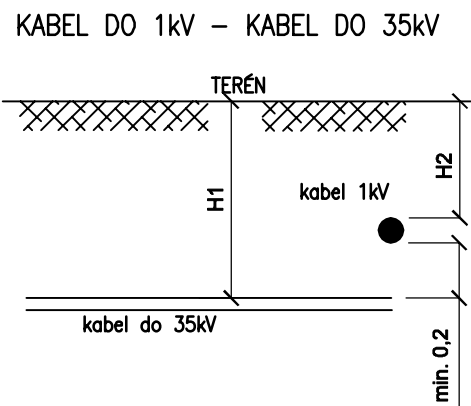 KABEL DO 1kV – KABEL DO 35kV
TERÉN
H1
H2
kabel 1kV
kabel do 35kV
min. 0,2